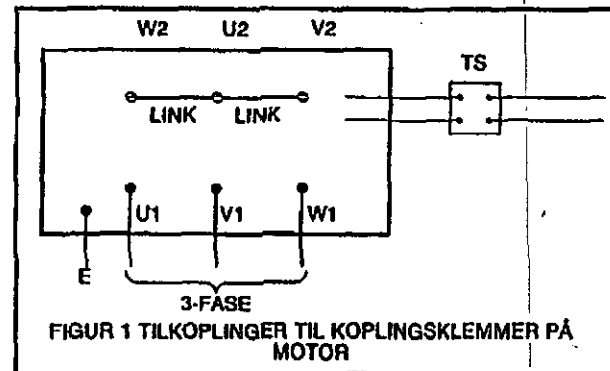 W2 U2 V2
TS
LINK LINK
U1 V1 W1
E
3-FASE
FIGUR 1 TILKOPLINGER TIL KOPLINGSKLEMMER PÅ
MOTOR